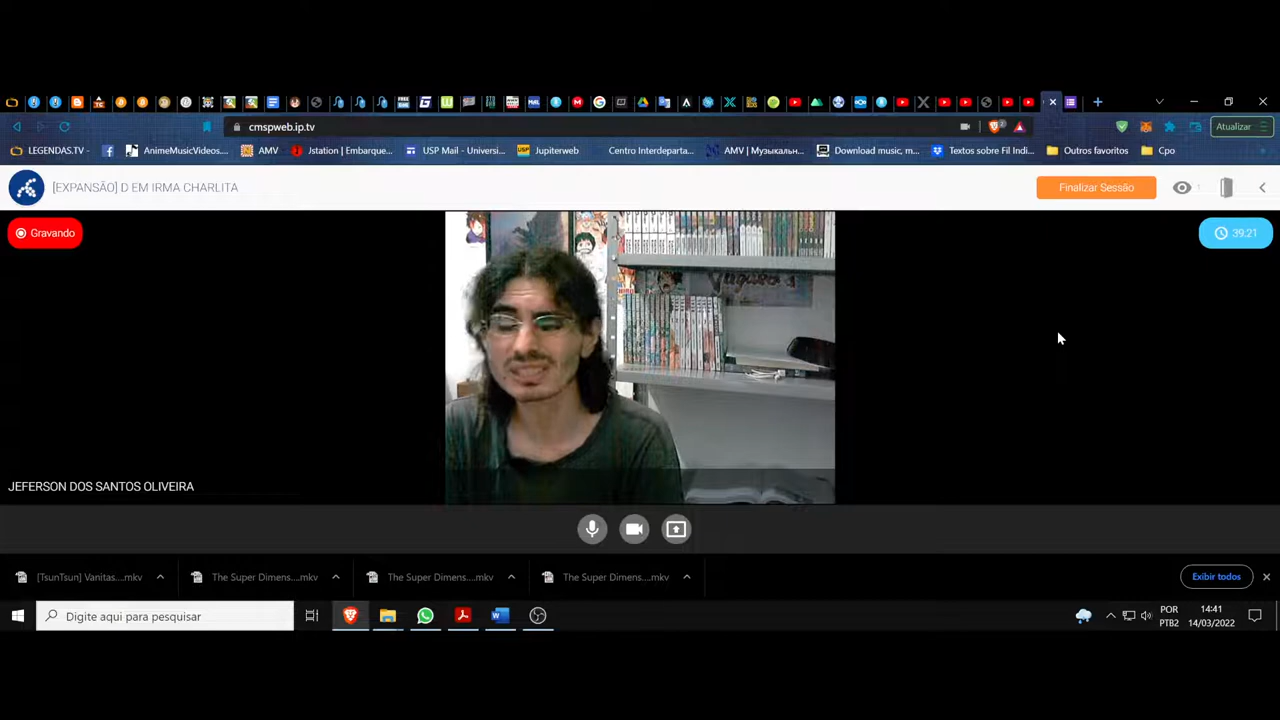 cmspweb.ip.tv
Atualizar
LEGENDAS.TV -
AnimeMusicVideos...
AMV
Jstation | Embarque...
USP Mail - Universi...
Jupiterweb
Centro Interdeparta...
AMV | Музыкальн...
Download music, m...
Textos sobre Fil Indi...
Outros favoritos
Cpo
[EXPANSÃO] D EM IRMA CHARLITA
Finalizar Sessão
1
Gravando
39:21
JEFERSON DOS SANTOS OLIVEIRA
[TsunTsun] Vanitas....mkv
The Super Dimens....mkv
The Super Dimens....mkv
The Super Dimens....mkv
Exibir todos
Digite aqui para pesquisar
POR
PTB2
14:41
14/03/2022